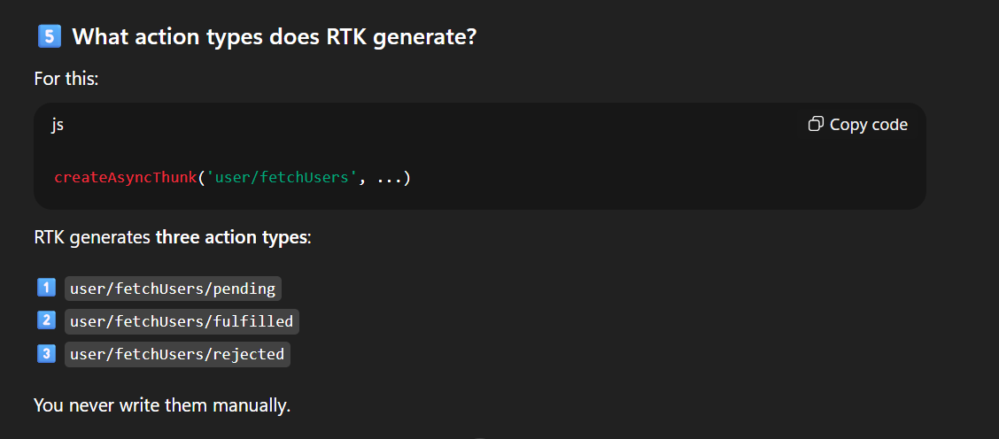 5 What action types does RTK generate?
For this:
js
Copy code
createAsyncThunk('user/fetchUsers', ...)
RTK generates three action types:
1 user/fetchUsers/pending
2 user/fetchUsers/fulfilled
3 user/fetchUsers/rejected
You never write them manually.